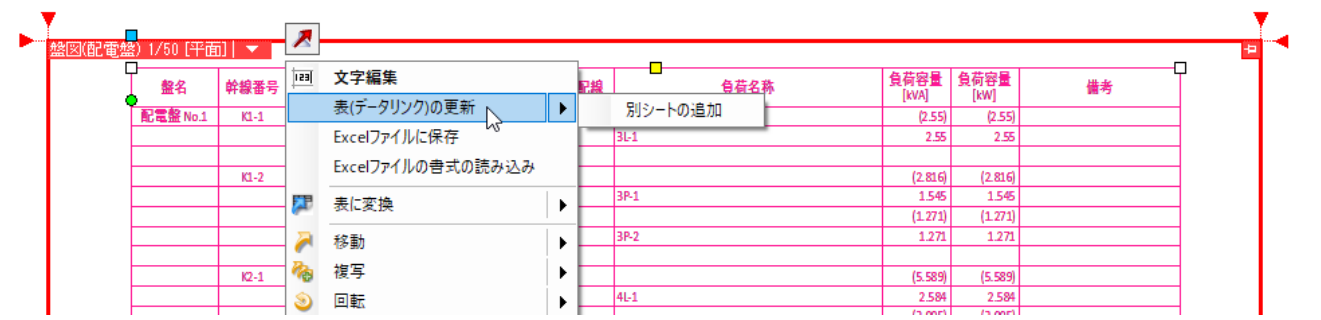 盤図(配電盤) 1/50 [平面]
盤名 幹線番号 配線 負荷名称 負荷容量 [kVA] 負荷容量 [kW] 備考
文字編集
表(データリンク)の更新
別シートの追加
Excelファイルに保存
Excelファイルの書式の読み込み
表に変換
移動
複写
回転
配電盤 No.1 K1-1 (2.55) (2.55)
3L-1 2.55 2.55
K1-2 (2.816) (2.816)
3P-1 1.545 1.545
(1.271) (1.271)
3P-2 1.271 1.271
K2-1 (5.589) (5.589)
4L-1 2.584 2.584